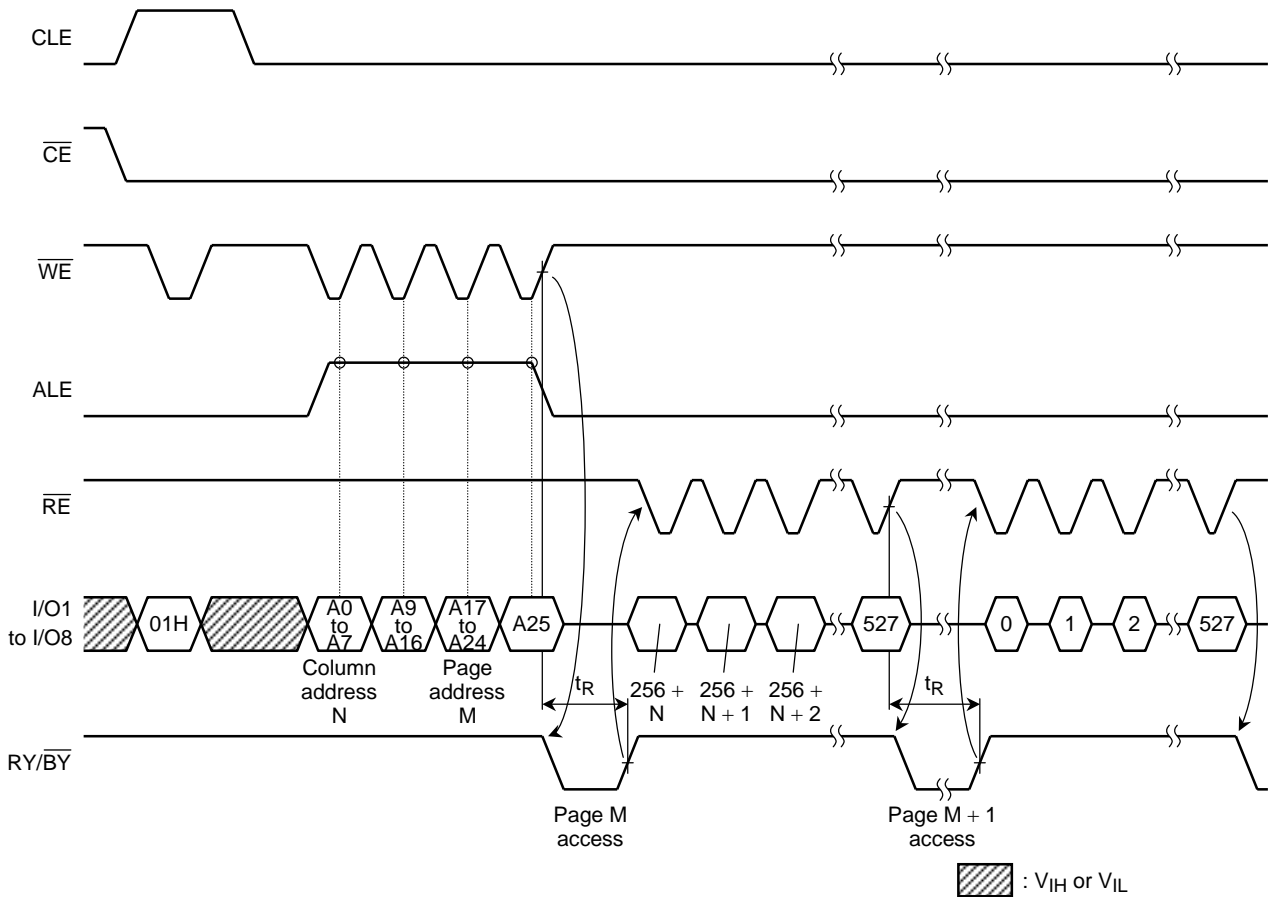 CLE
CE
WE
ALE
RE
I/O1
to I/O8
01H
A0
to
A7
A9
to
A16
A17
to
A24
A25
527
0
1
2
527
Column
address
N
Page
address
M
tR
256 +
N
256 +
N + 1
256 +
N + 2
tR
RY/BY
Page M
access
Page M + 1
access
: VIH or VIL